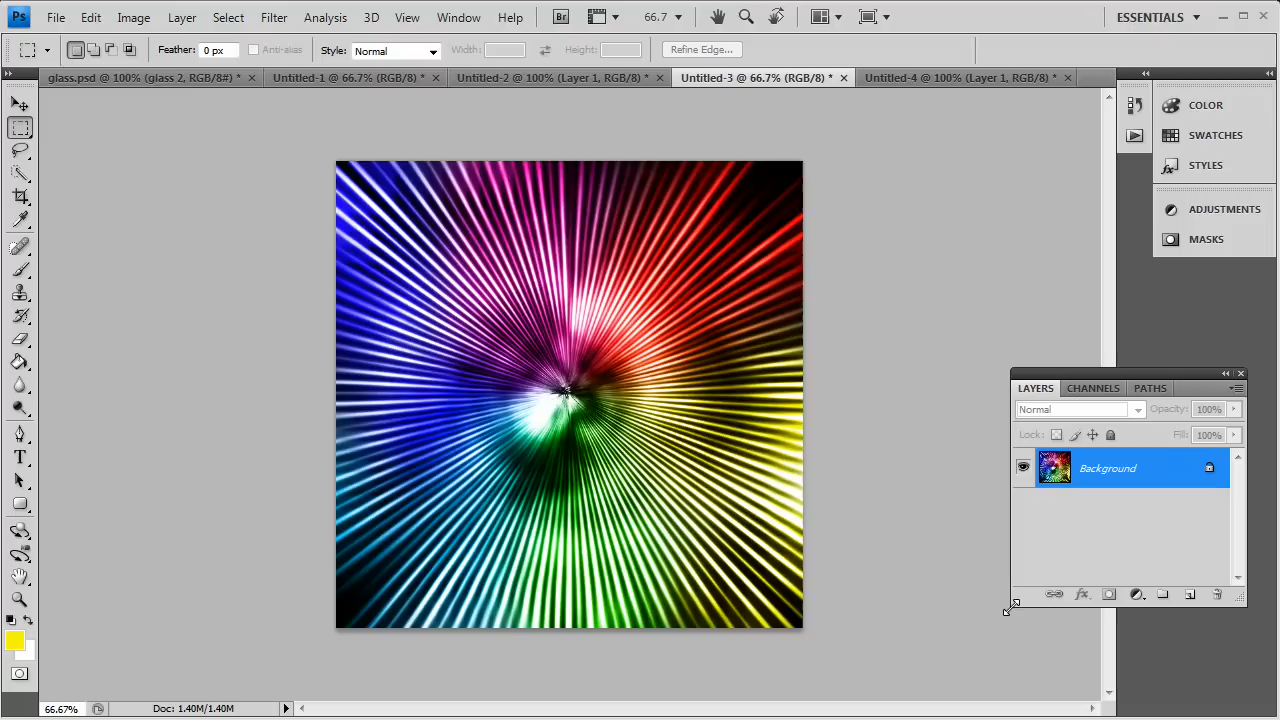 Ps File Edit Image Layer Select Filter Analysis 3D View Window Help Br 66.7 ESSENTIALS
Feather: 0 px Anti-alias Style: Normal Width: Height: Refine Edge...
glass.psd @ 100% (glass 2, RGB/8#) * Untitled-1 @ 66.7% (RGB/8) * Untitled-2 @ 100% (Layer 1, RGB/8) * Untitled-3 @ 66.7% (RGB/8) * Untitled-4 @ 100% (Layer 1, RGB/8) *
COLOR
SWATCHES
STYLES
ADJUSTMENTS
MASKS
LAYERS CHANNELS PATHS
Normal Opacity: 100%
Lock: Fill: 100%
Background
66.67% Doc: 1.40M/1.40M